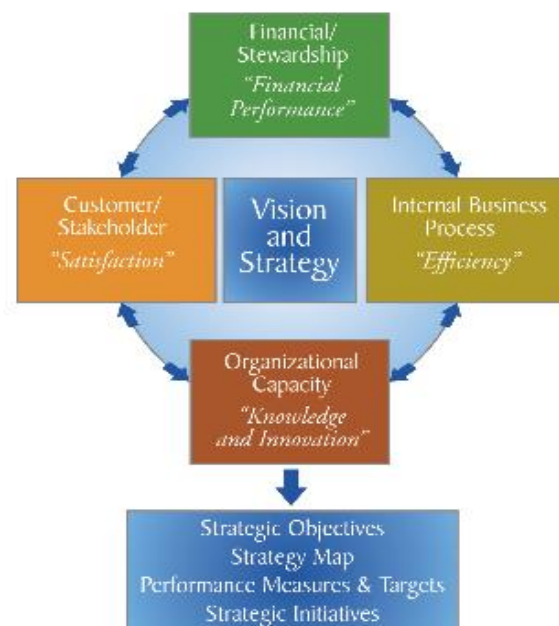 Financial/
Stewardship
"Financial
Performance"
Customer/
Stakeholder
"Satisfaction"
Vision
and
Strategy
Internal Business
Process
"Efficiency"
Organizational
Capacity
"Knowledge
and Innovation"
Strategic Objectives
Strategy Map
Performance Measures & Targets
Strategic Initiatives